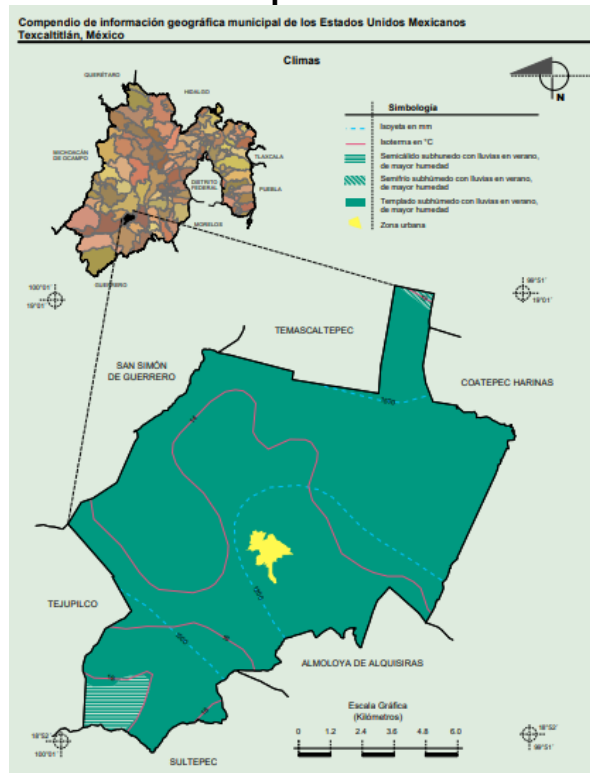 Compendio de información geográfica municipal de los Estados Unidos Mexicanos
Texcaltitlán, México
Climas
QUERÉTARO
HIDALGO
MICHOACÁN
DE OCAMPO
TLAXCALA
DISTRITO
FEDERAL
PUEBLA
MORELOS
GUERRERO
N
Simbología
Isoyeta en mm
Isoterma en °C
Semicálido subhúmedo con lluvias en verano,
de mayor humedad
Semifrío subhúmedo con lluvias en verano,
de mayor humedad
Templado subhúmedo con lluvias en verano,
de mayor humedad
Zona urbana
100°01´
19°01´
99°51´
19°01´
TEMASCALTEPEC
SAN SIMÓN
DE GUERRERO
COATEPEC HARINAS
14
TEJUPILCO
16
18
ALMOLOYA DE ALQUISIRAS
SULTEPEC
Escala Gráfica
(Kilómetros)
0 1.2 2.4 3.6 4.8 6.0
18°52´
100°01´
18°52´
99°51´